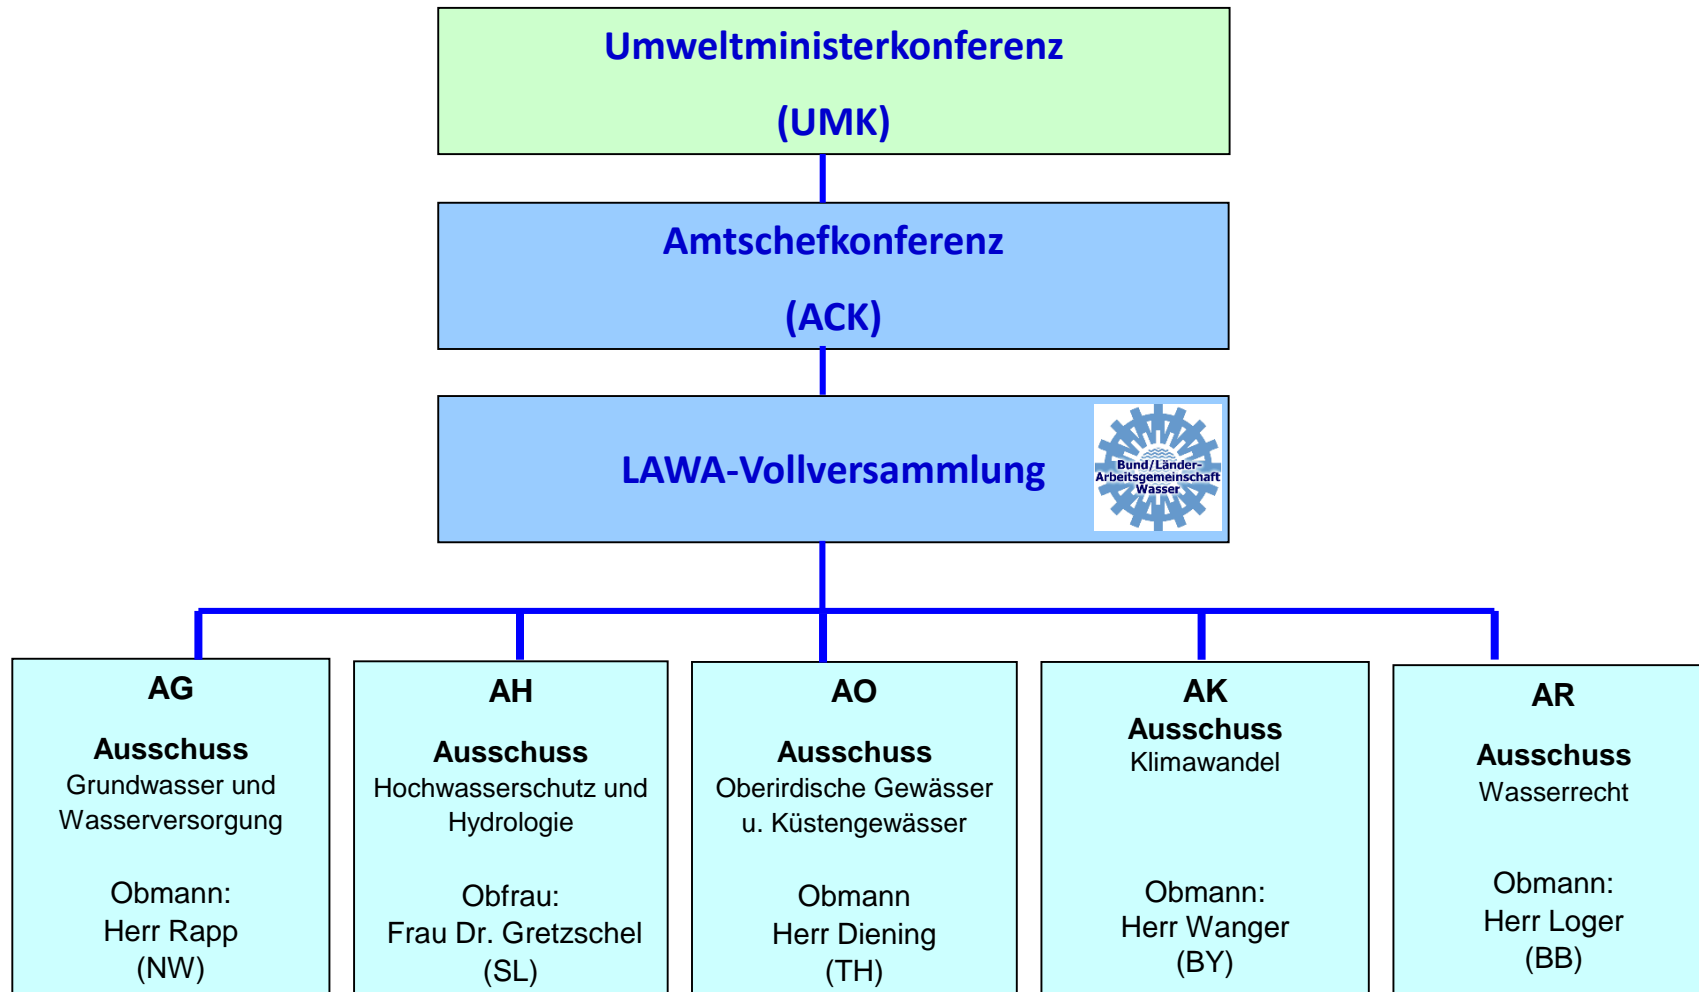 Umweltministerkonferenz
(UMK)
Amtschefkonferenz
(ACK)
LAWA-Vollversammlung
Bund/Länder-
Arbeitsgemeinschaft
Wasser
AG
Ausschuss
Grundwasser und
Wasserversorgung
Obmann:
Herr Rapp
(NW)
AH
Ausschuss
Hochwasserschutz und
Hydrologie
Obfrau:
Frau Dr. Gretzschel
(SL)
AO
Ausschuss
Oberirdische Gewässer
u. Küstengewässer
Obmann
Herr Diening
(TH)
AK
Ausschuss
Klimawandel
Obmann:
Herr Wanger
(BY)
AR
Ausschuss
Wasserrecht
Obmann:
Herr Loger
(BB)